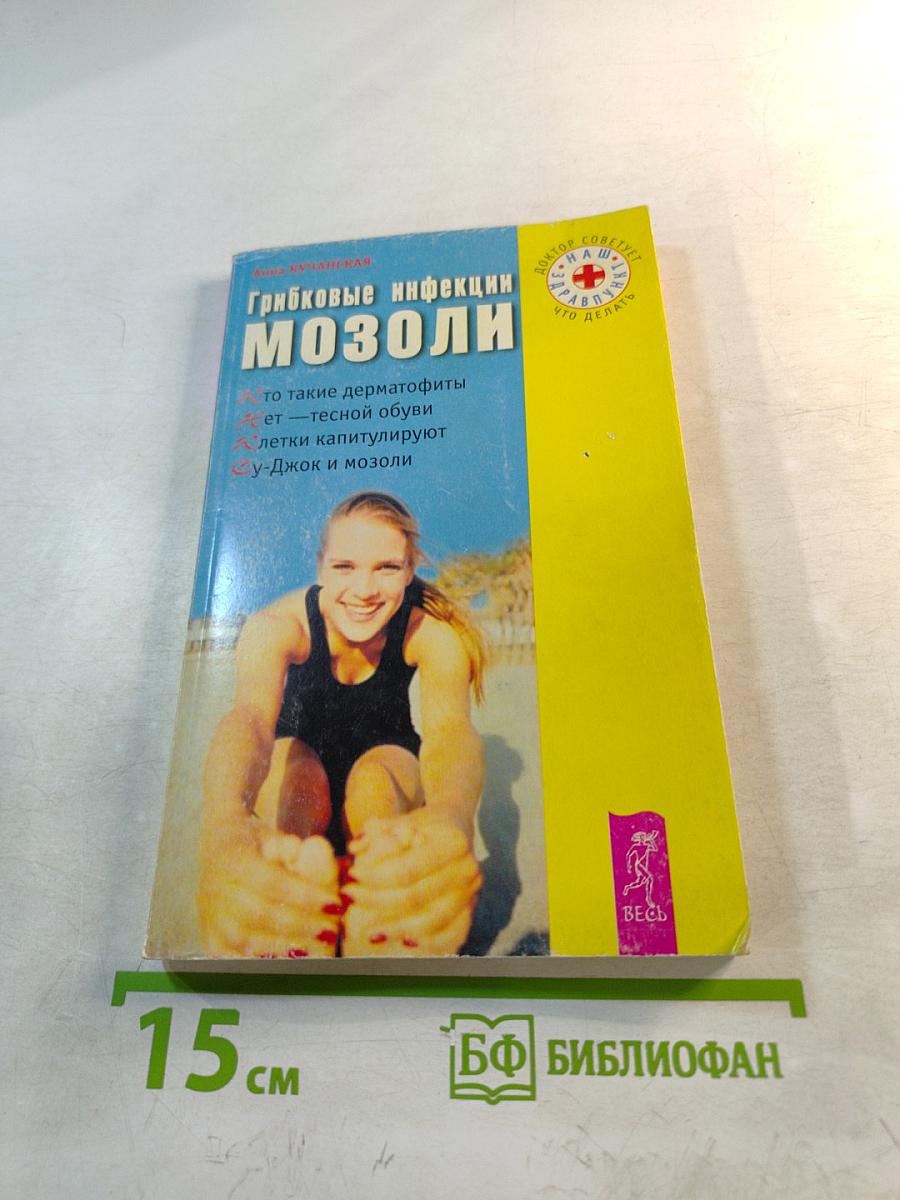 Анна КУЧАНСКАЯ
Грибковые инфекции
МОЗОЛИ
Кто такие дерматофиты
Нет —тесной обуви
Клетки капитулируют
Су-Джок и мозоли
ДОКТОР СОВЕТУЕТ
НАШ
ЗДРАВПУНКТ
ЧТО ДЕЛАТЬ
ВЕСЬ
15 см
БФ БИБЛИОФАН